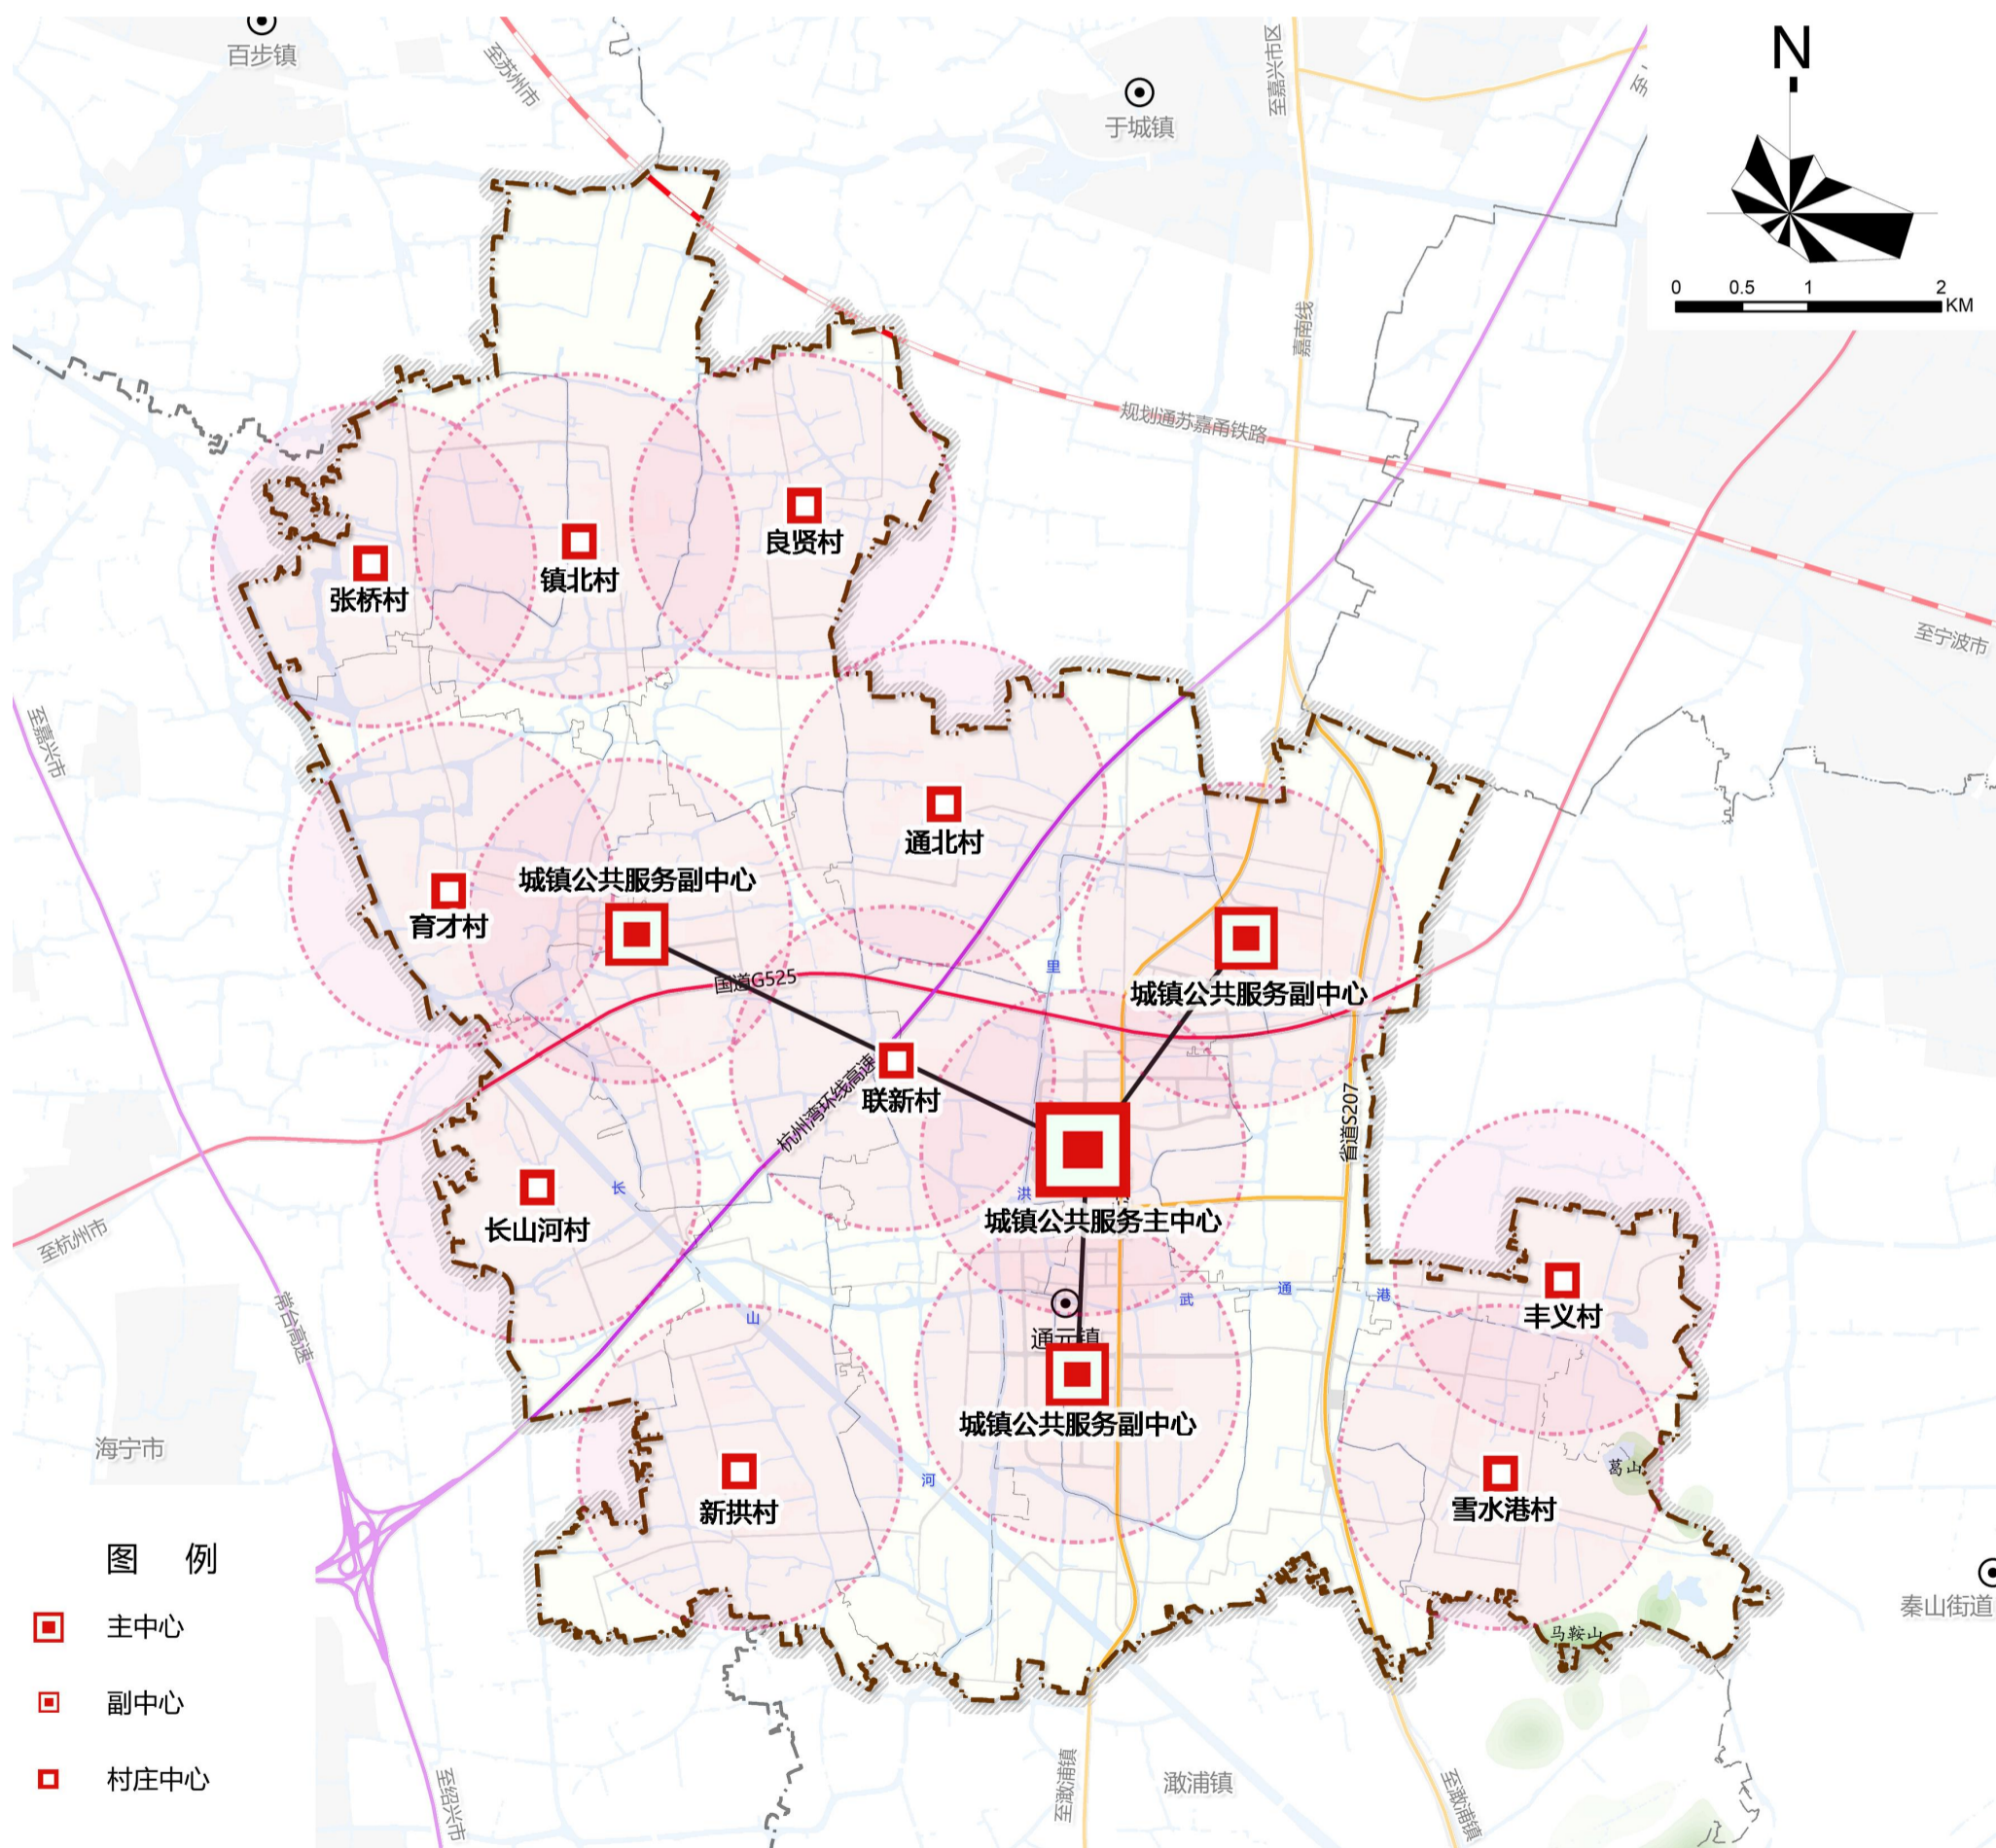 百步镇
至苏州市
于城镇
至嘉兴市区
N
0 0.5 1 2
KM
嘉南线
规划通苏嘉甬铁路
至宁波市
良贤村
镇北村
张桥村
至嘉兴市
通北村
城镇公共服务副中心
育才村
里
国道G525
城镇公共服务副中心
联新村
杭州湾环线高速
省道S207
长
洪
城镇公共服务主中心
长山河村
至杭州市
常台高速
山
武
通
港
丰义村
通元镇
城镇公共服务副中心
海宁市
河
葛山
新拱村
雪水港村
图 例
主中心
副中心
村庄中心
秦山街道
马鞍山
至绍兴市
至澉浦镇
澉浦镇
至澉浦镇